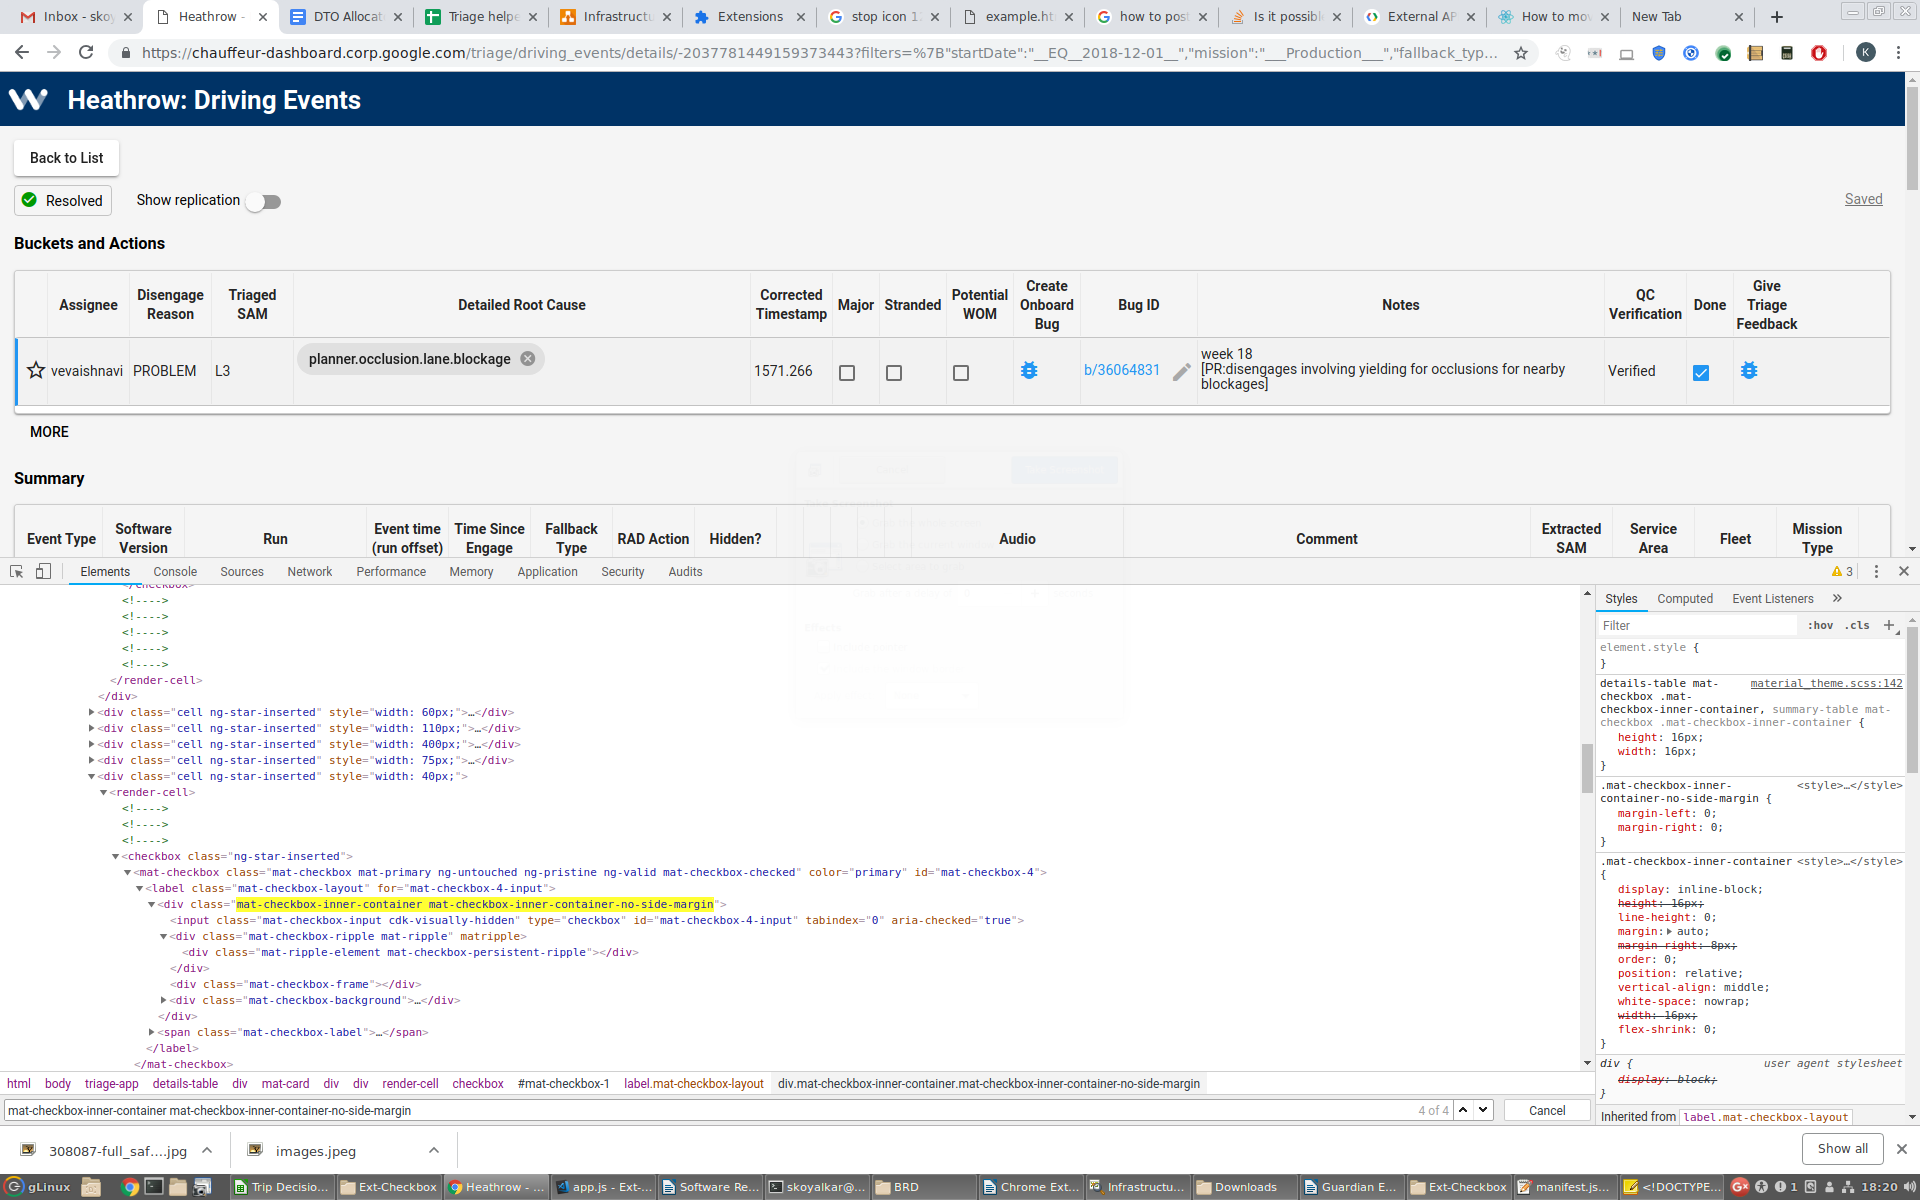 Inbox - skoy
Heathrow -
DTO Allocat
Triage helpe
Infrastructu
Extensions
stop icon 1
example.ht
how to post
Is it possibl
External AP
How to mov
New Tab
https://chauffeur-dashboard.corp.google.com/triage/driving_events/details/-2037781449159373443?filters=%7B"startDate":"__EQ__2018-12-01__","mission":"___Production___","fallback_typ...
K
Heathrow: Driving Events
Back to List
Resolved
Show replication
Saved
Buckets and Actions
Assignee Disengage Reason Triaged SAM Detailed Root Cause Corrected Timestamp Major Stranded Potential WOM Create Onboard Bug Bug ID Notes QC Verification Done Give Triage Feedback
vevaishnavi PROBLEM L3 planner.occlusion.lane.blockage 1571.266 b/36064831
week 18
[PR:disengages involving yielding for occlusions for nearby
blockages]
Verified
MORE
Summary
Event Type Software Version Run Event time (run offset) Time Since Engage Fallback Type RAD Action Hidden? Audio Comment Extracted SAM Service Area Fleet Mission Type
Elements Console Sources Network Performance Memory Application Security Audits 3
</checkbox>
<!---->
<!---->
<!---->
<!---->
<!---->
</render-cell>
</div>
<div class="cell ng-star-inserted" style="width: 60px;">…</div>
<div class="cell ng-star-inserted" style="width: 110px;">…</div>
<div class="cell ng-star-inserted" style="width: 400px;">…</div>
<div class="cell ng-star-inserted" style="width: 75px;">…</div>
<div class="cell ng-star-inserted" style="width: 40px;">
<render-cell>
<!---->
<!---->
<!---->
<checkbox class="ng-star-inserted">
<mat-checkbox class="mat-checkbox mat-primary ng-untouched ng-pristine ng-valid mat-checkbox-checked" color="primary" id="mat-checkbox-4">
<label class="mat-checkbox-layout" for="mat-checkbox-4-input">
<div class="mat-checkbox-inner-container mat-checkbox-inner-container-no-side-margin">
<input class="mat-checkbox-input cdk-visually-hidden" type="checkbox" id="mat-checkbox-4-input" tabindex="0" aria-checked="true">
<div class="mat-checkbox-ripple mat-ripple" matripple>
<div class="mat-ripple-element mat-checkbox-persistent-ripple"></div>
</div>
<div class="mat-checkbox-frame"></div>
<div class="mat-checkbox-background">…</div>
</div>
<span class="mat-checkbox-label">…</span>
</label>
</mat-checkbox>
Styles Computed Event Listeners »
Filter :hov .cls +
element.style {
}
details-table mat- material_theme.scss:142
checkbox .mat-
checkbox-inner-container, summary-table mat-
checkbox .mat-checkbox-inner-container {
height: 16px;
width: 16px;
}
.mat-checkbox-inner- <style>…</style>
container-no-side-margin {
margin-left: 0;
margin-right: 0;
}
.mat-checkbox-inner-container <style>…</style>
{
display: inline-block;
height: 16px;
line-height: 0;
margin: auto;
margin-right: 8px;
order: 0;
position: relative;
vertical-align: middle;
white-space: nowrap;
width: 16px;
flex-shrink: 0;
}
div { user agent stylesheet
display: block;
}
Inherited from label.mat-checkbox-layout
html body triage-app details-table div mat-card div div render-cell checkbox #mat-checkbox-1 label.mat-checkbox-layout div.mat-checkbox-inner-container.mat-checkbox-inner-container-no-side-margin
mat-checkbox-inner-container mat-checkbox-inner-container-no-side-margin 4 of 4 Cancel
308087-full_saf....jpg images.jpeg Show all
gLinux Trip Decisio... Ext-Checkbox Heathrow - ... app.js - Ext-... Software Re... skoyalkar@... BRD Chrome Ext... Infrastructu... Downloads Guardian E... Ext-Checkbox manifest.js... <!DOCTYPE... 1 18:20